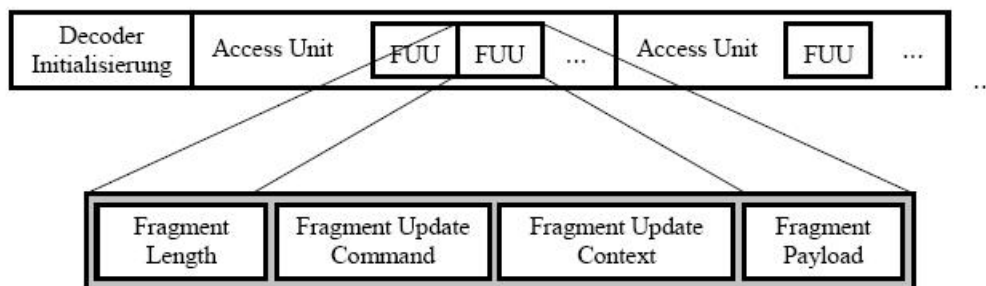 Decoder
Initialisierung
Access Unit
FUU
FUU
...
Access Unit
FUU
...
..
Fragment
Length
Fragment Update
Command
Fragment Update
Context
Fragment
Payload